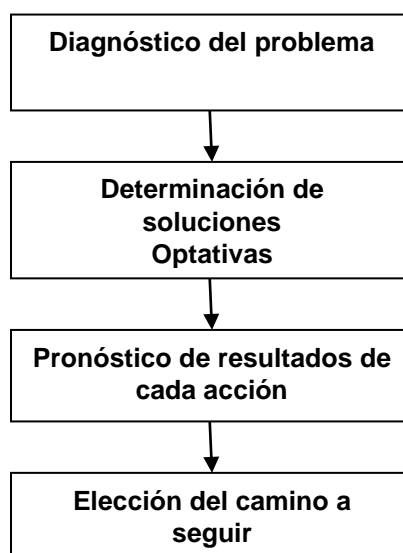 Diagnóstico del problema
Determinación de
soluciones
Optativas
Pronóstico de resultados de
cada acción
Elección del camino a
seguir